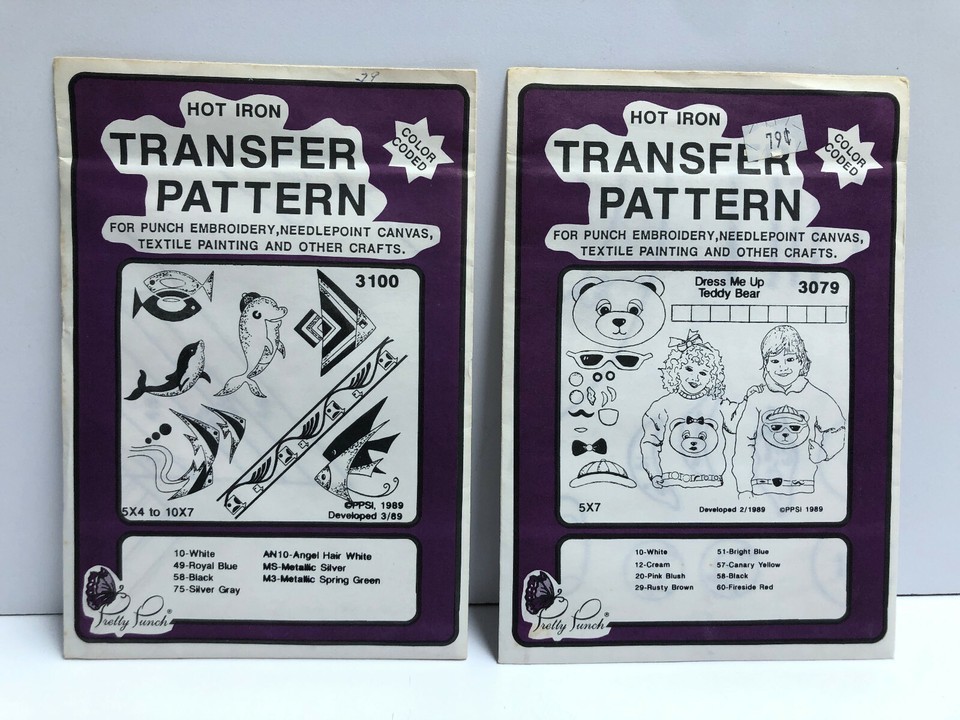 29
HOT IRON
TRANSFER
PATTERN
COLOR
CODED
FOR PUNCH EMBROIDERY,NEEDLEPOINT CANVAS,
TEXTILE PAINTING AND OTHER CRAFTS.
3100
5X4 to 10X7
©PPSI, 1989
Developed 3/89
10-White
49-Royal Blue
58-Black
75-Silver Gray
AN10-Angel Hair White
MS-Metallic Silver
M3-Metallic Spring Green
Pretty Punch®
HOT IRON
TRANSFER
PATTERN
79¢
COLOR
CODED
FOR PUNCH EMBROIDERY,NEEDLEPOINT CANVAS,
TEXTILE PAINTING AND OTHER CRAFTS.
Dress Me Up
Teddy Bear
3079
5X7
Developed 2/1989 ©PPSI 1989
10-White
12-Cream
20-Pink Blush
29-Rusty Brown
51-Bright Blue
57-Canary Yellow
58-Black
60-Fireside Red
Pretty Punch®